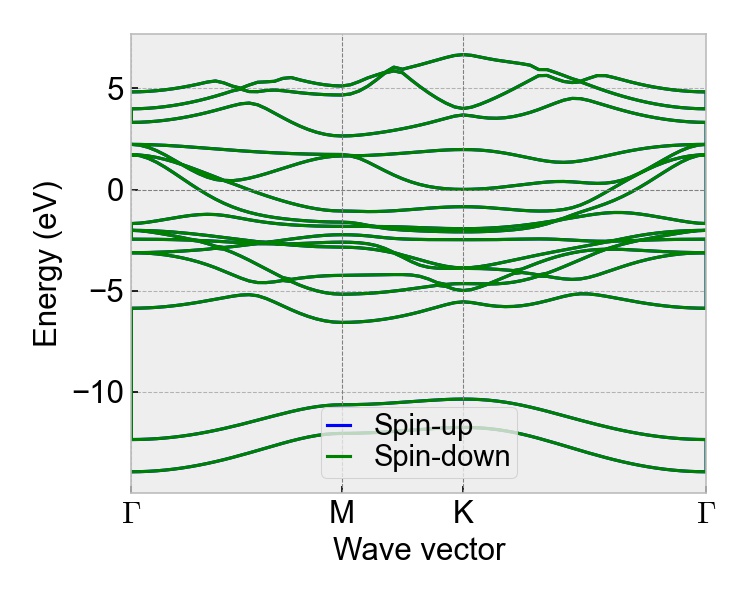 5
0
−5
−10
Energy (eV)
Spin-up
Spin-down
Γ M K Γ
Wave vector